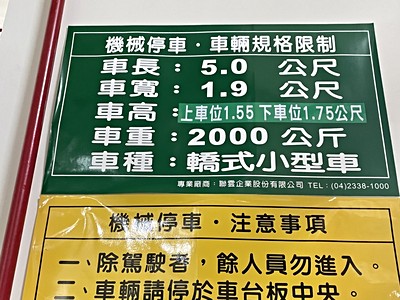 機械停車・車輛規格限制
車長：5.0 公尺
車寬：1.9 公尺
車高：上車位1.55 下車位1.75公尺
車重：2000 公斤
車種：轎式小型車
專業廠商：聯雲企業股份有限公司 TEL：(04)2338-1000
機械停車・注意事項
一、除駕駛者，餘人員勿進入。
二、車輛請停於車台板中央。